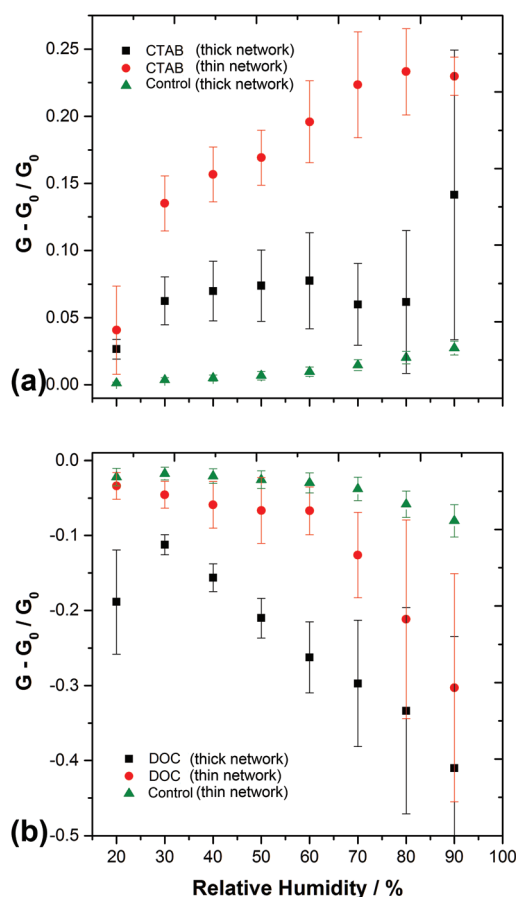 CTAB (thick network)
CTAB (thin network)
Control (thick network)
0.25
0.20
0.15
0.10
0.05
0.00
G - G₀ / G₀
(a)
0.0
-0.1
-0.2
-0.3
-0.4
-0.5
G - G₀ / G₀
DOC (thick network)
DOC (thin network)
Control (thin network)
(b)
20 30 40 50 60 70 80 90 100
Relative Humidity / %